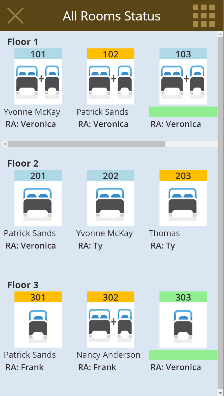 All Rooms Status
Floor 1
101 102 103
Yvonne McKay Patrick Sands
RA: Veronica RA: Veronica RA: Veronica
Floor 2
201 202 203
Patrick Sands Yvonne McKay Thomas
RA: Veronica RA: Ty RA: Ty
Floor 3
301 302 303
Patrick Sands Nancy Anderson
RA: Frank RA: Frank RA: Veronica